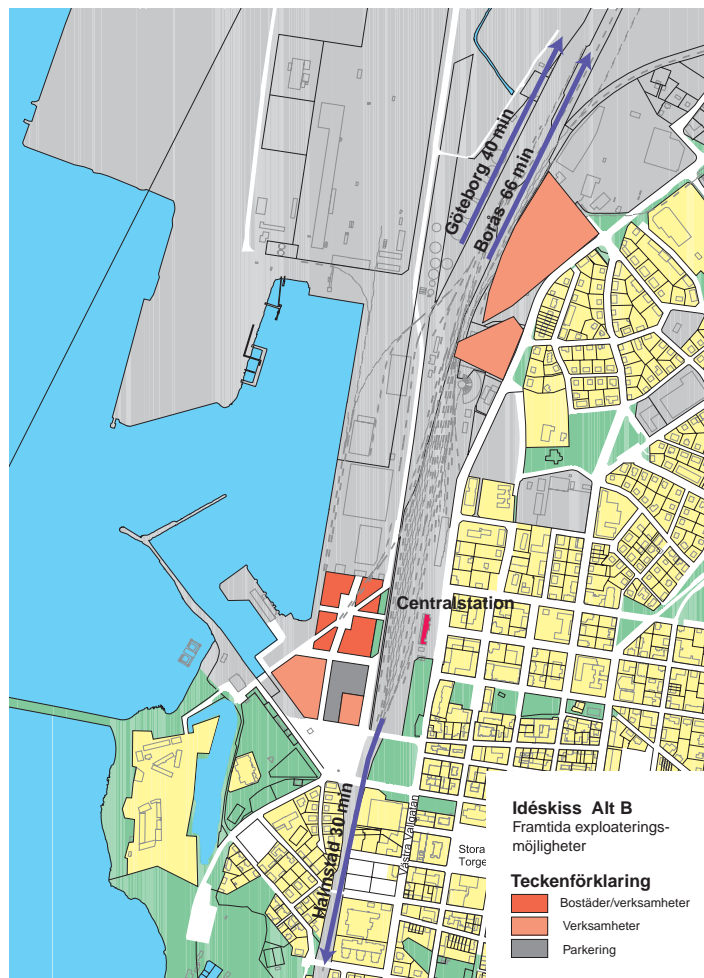 Göteborg 40 min
Borås  66 min
Centralstation
Halmstad 30 min
Västra Vallgatan
Stora
Torge
Idéskiss  Alt B
Framtida exploaterings-
möjligheter
Teckenförklaring
Bostäder/verksamheter
Verksamheter
Parkering